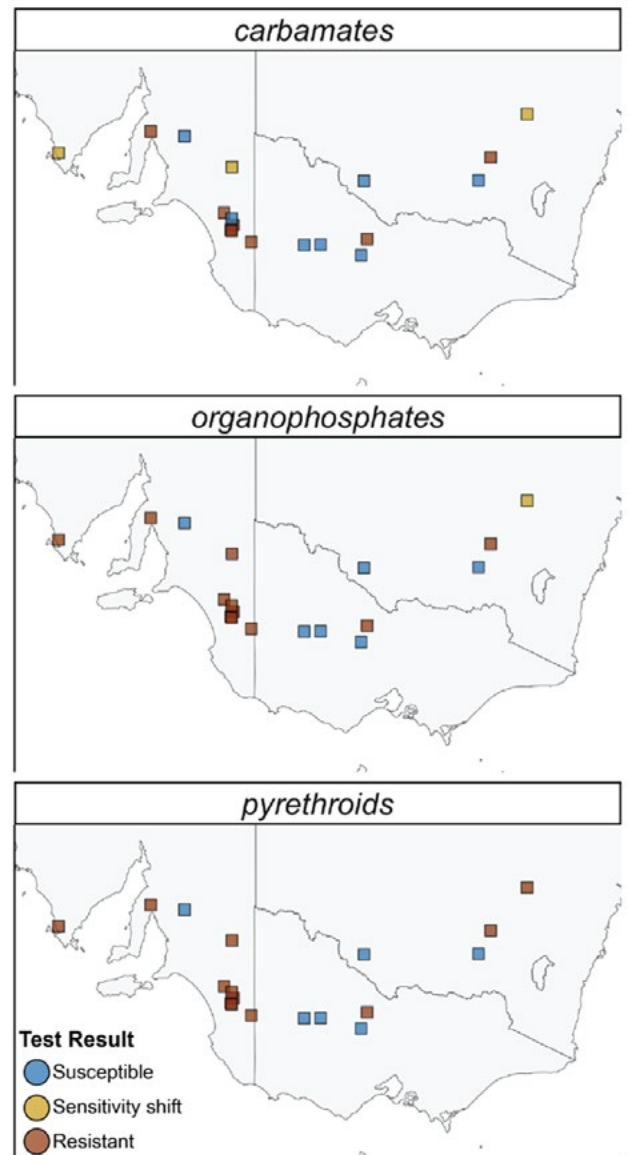 carbamates
organophosphates
pyrethroids
Test Result
Susceptible
Sensitivity shift
Resistant